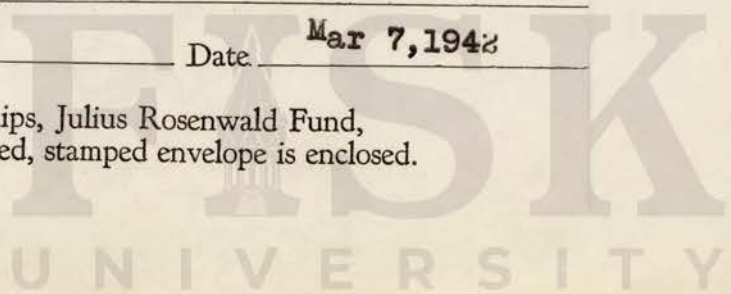 Date Mar 7,1942
ips, Julius Rosenwald Fund,
ed, stamped envelope is enclosed.
FISK
UNIVERSITY